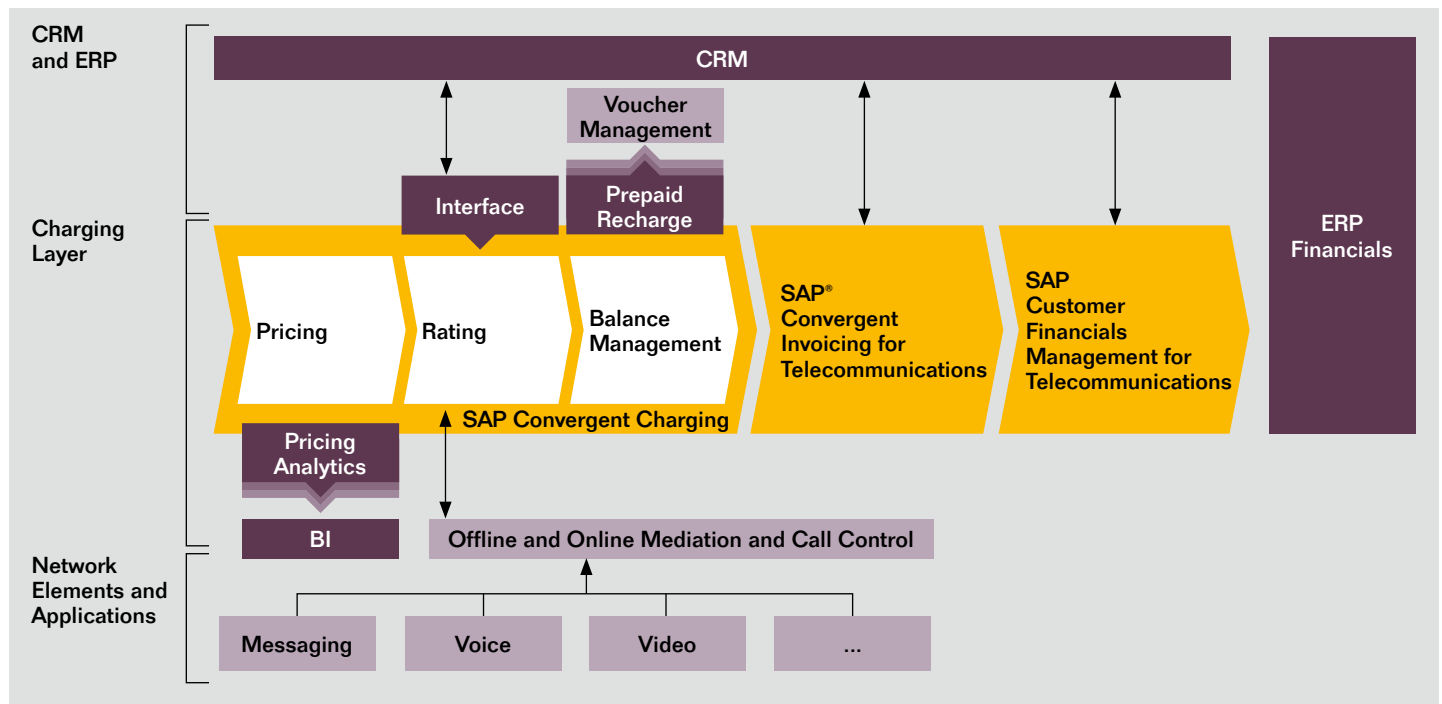 CRM
and ERP
CRM
Voucher
Management
Interface
Prepaid
Recharge
ERP
Financials
Charging
Layer
Pricing
Rating
Balance
Management
SAP Convergent Charging
SAP®
Convergent
Invoicing for
Telecommunications
SAP
Customer
Financials
Management for
Telecommunications
Pricing
Analytics
BI
Offline and Online Mediation and Call Control
Network
Elements and
Applications
Messaging
Voice
Video
...